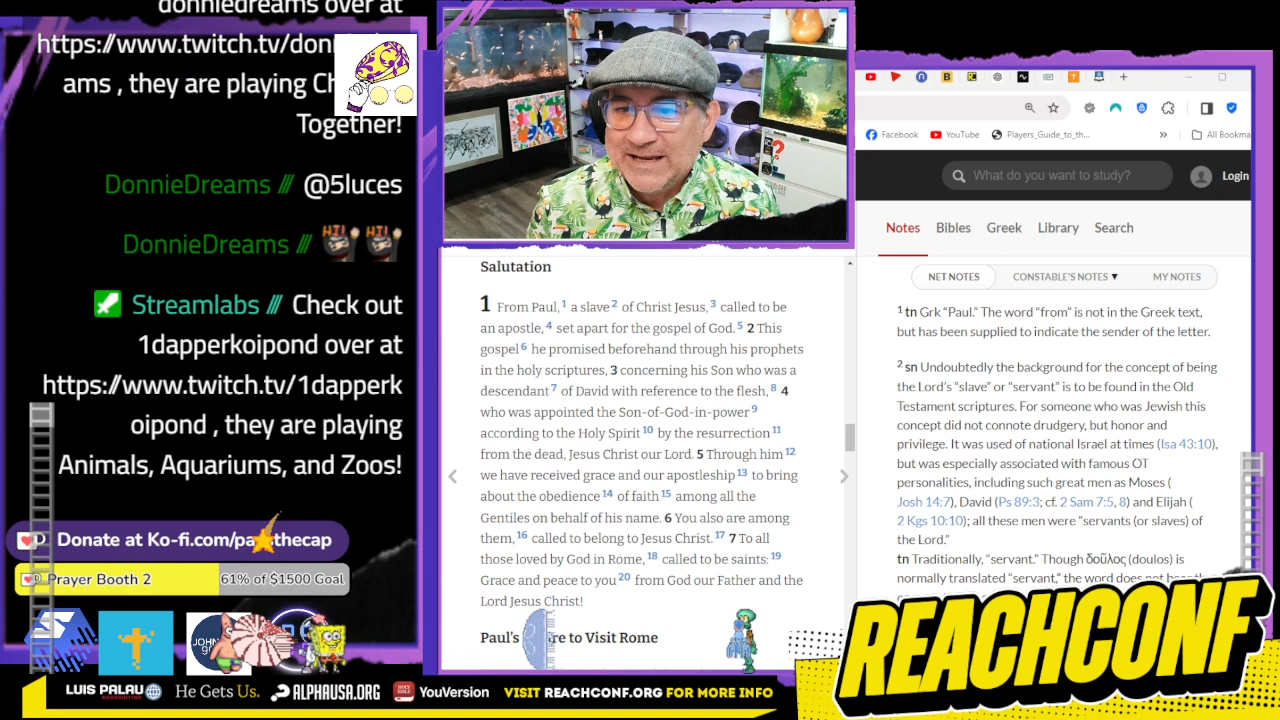 donniedreams over at
https://www.twitch.tv/donn
ams , they are playing Ch
Together!
DonnieDreams /// @5luces
DonnieDreams /// HI! HI!
Streamlabs /// Check out
1dapperkoipond over at
https://www.twitch.tv/1dapperk
oipond , they are playing
Animals, Aquariums, and Zoos!
Donate at Ko-fi.com/pa thecap
Prayer Booth 2 61% of $1500 Goal
Salutation
1 From Paul, 1 a slave 2 of Christ Jesus, 3 called to be
an apostle, 4 set apart for the gospel of God. 5 2 This
gospel 6 he promised beforehand through his prophets
in the holy scriptures, 3 concerning his Son who was a
descendant 7 of David with reference to the flesh, 8 4
who was appointed the Son-of-God-in-power 9
according to the Holy Spirit 10 by the resurrection 11
from the dead, Jesus Christ our Lord. 5 Through him 12
we have received grace and our apostleship 13 to bring
about the obedience 14 of faith 15 among all the
Gentiles on behalf of his name. 6 You also are among
them, 16 called to belong to Jesus Christ. 17 7 To all
those loved by God in Rome, 18 called to be saints: 19
Grace and peace to you 20 from God our Father and the
Lord Jesus Christ!
Paul's re to Visit Rome
Facebook YouTube Players_Guide_to_th... » All Bookma
What do you want to study? Login
Notes Bibles Greek Library Search
NET NOTES CONSTABLE'S NOTES ▼ MY NOTES
1 tn Grk “Paul.” The word “from” is not in the Greek text,
but has been supplied to indicate the sender of the letter.
2 sn Undoubtedly the background for the concept of being
the Lord’s “slave” or “servant” is to be found in the Old
Testament scriptures. For someone who was Jewish this
concept did not connote drudgery, but honor and
privilege. It was used of national Israel at times (Isa 43:10),
but was especially associated with famous OT
personalities, including such great men as Moses (
Josh 14:7), David (Ps 89:3; cf. 2 Sam 7:5, 8) and Elijah (
2 Kgs 10:10); all these men were “servants (or slaves) of
the Lord.”
tn Traditionally, “servant.” Though δοῦλος (doulos) is
normally translated “servant,” the word does not
REACHCONF
LUIS PALAU ASSOCIATION He Gets Us. ALPHAUSA.ORG HOLY BIBLE YouVersion VISIT REACHCONF.ORG FOR MORE INFO